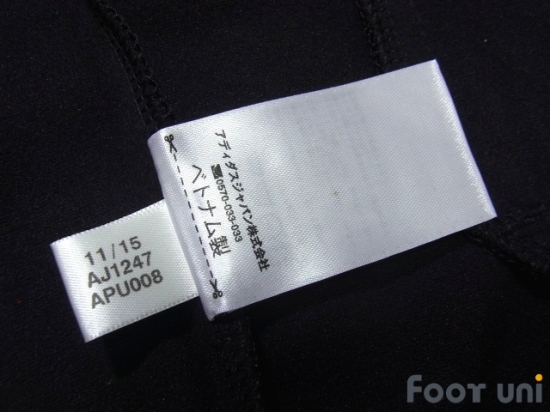 アディダスジャパン株式会社
☎0570-033-033
ベトナム製
11/15
AJ1247
APU008
FOOT uni